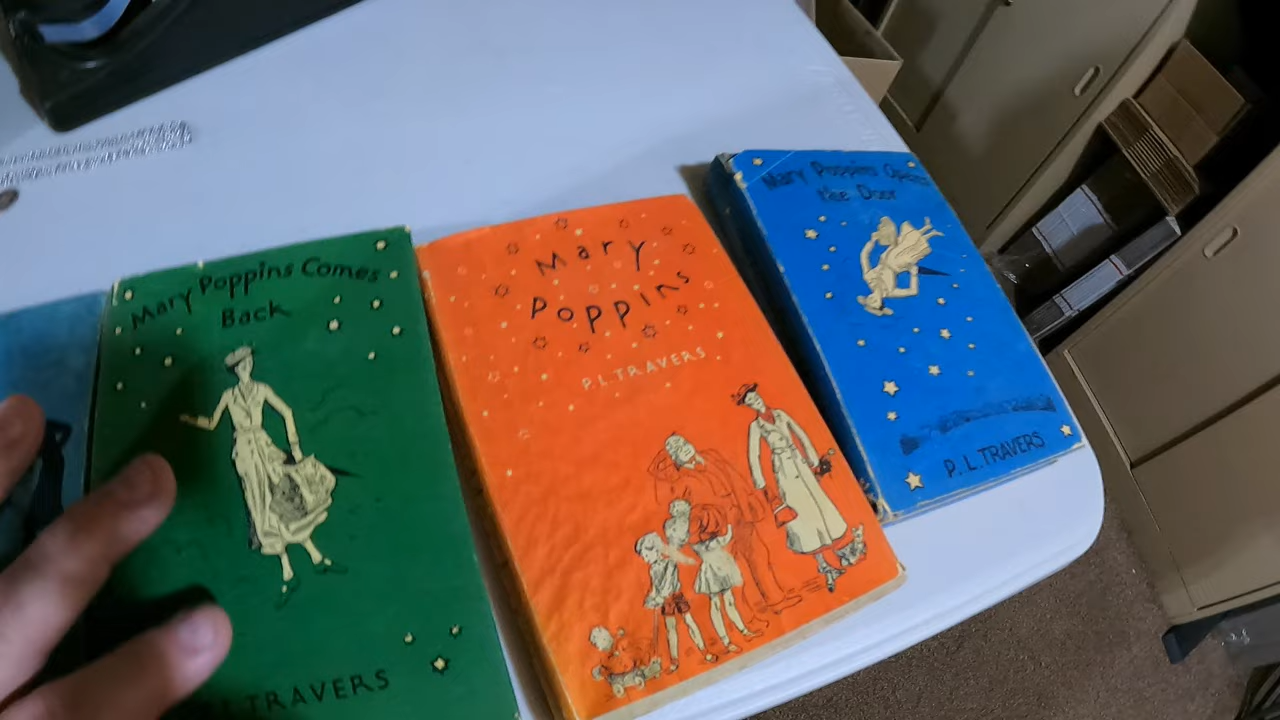 Mary Poppins Comes
Back
TRAVERS
Mary
Poppins
P.L.TRAVERS
Mary Poppins Opens
the Door
P.L.TRAVERS